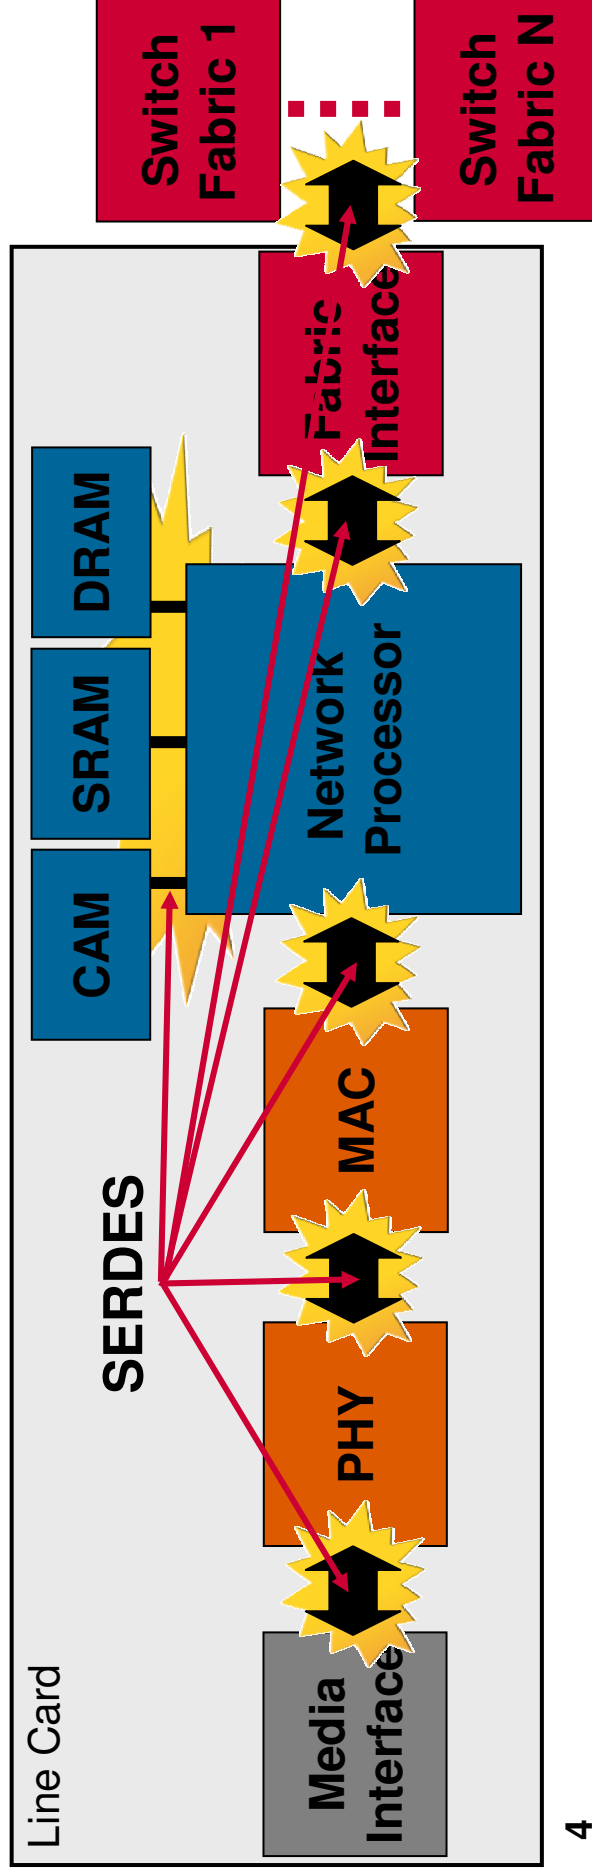 Line Card
SERDES
CAM
SRAM
DRAM
Media
Interface
PHY
MAC
Network
Processor
Fabric
Interface
Switch
Fabric 1
Switch
Fabric N
4